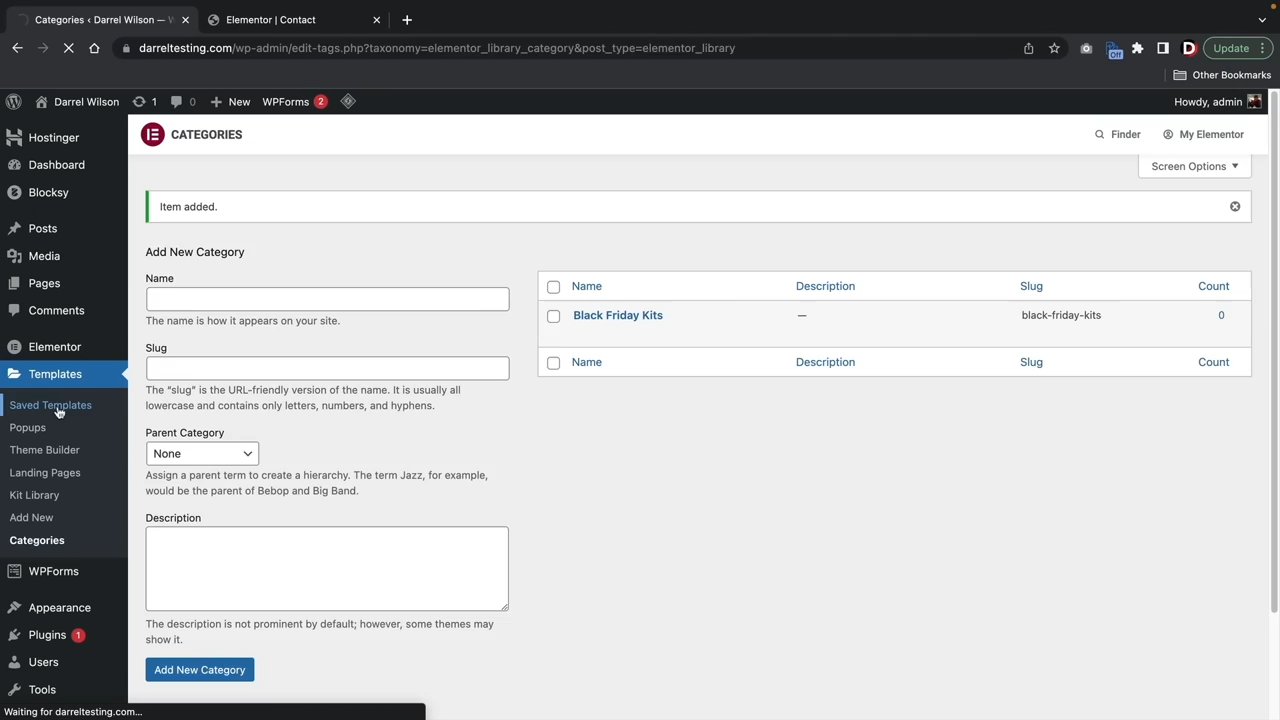 Categories ‹ Darrel Wilson — W
Elementor | Contact
darreltesting.com/wp-admin/edit-tags.php?taxonomy=elementor_library_category&post_type=elementor_library
Off
D
Update
Other Bookmarks
Darrel Wilson
1
0
New
WPForms 2
Howdy, admin
Hostinger
Dashboard
Blocksy
Posts
Media
Pages
Comments
Elementor
Templates
Saved Templates
Popups
Theme Builder
Landing Pages
Kit Library
Add New
Categories
WPForms
Appearance
Plugins 1
Users
Tools
CATEGORIES
Finder
My Elementor
Screen Options
Item added.
Add New Category
Name
The name is how it appears on your site.
Slug
The “slug” is the URL-friendly version of the name. It is usually all
lowercase and contains only letters, numbers, and hyphens.
Parent Category
None
Assign a parent term to create a hierarchy. The term Jazz, for example,
would be the parent of Bebop and Big Band.
Description
The description is not prominent by default; however, some themes may
show it.
Add New Category
Name Description Slug Count
Black Friday Kits — black-friday-kits 0
Name Description Slug Count
Waiting for darreltesting.com...